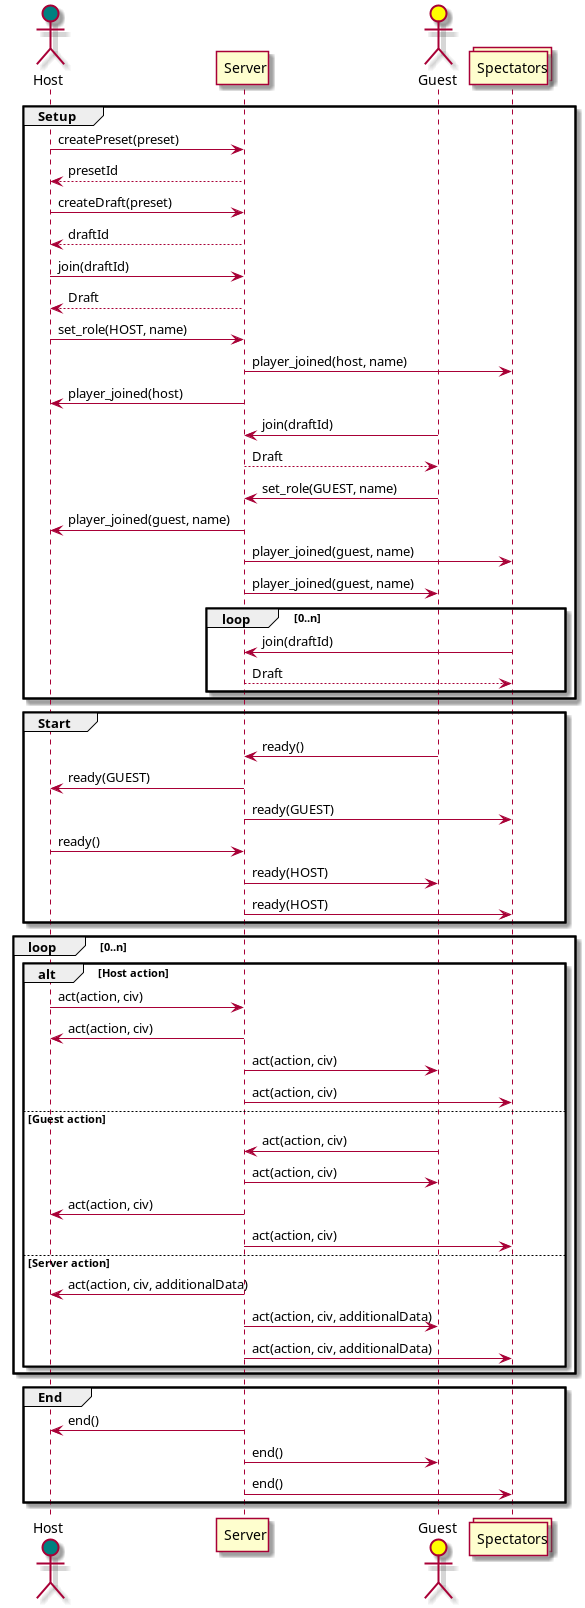 Host
Server
Guest
Spectators
Setup
createPreset(preset)
presetId
createDraft(preset)
draftId
join(draftId)
Draft
set_role(HOST, name)
player_joined(host, name)
player_joined(host)
join(draftId)
Draft
set_role(GUEST, name)
player_joined(guest, name)
player_joined(guest, name)
player_joined(guest, name)
loop [0..n]
join(draftId)
Draft
Start
ready()
ready(GUEST)
ready(GUEST)
ready()
ready(HOST)
ready(HOST)
loop [0..n]
alt [Host action]
act(action, civ)
act(action, civ)
act(action, civ)
act(action, civ)
[Guest action]
act(action, civ)
act(action, civ)
act(action, civ)
act(action, civ)
[Server action]
act(action, civ, additionalData)
act(action, civ, additionalData)
act(action, civ, additionalData)
End
end()
end()
end()
Host
Server
Guest
Spectators